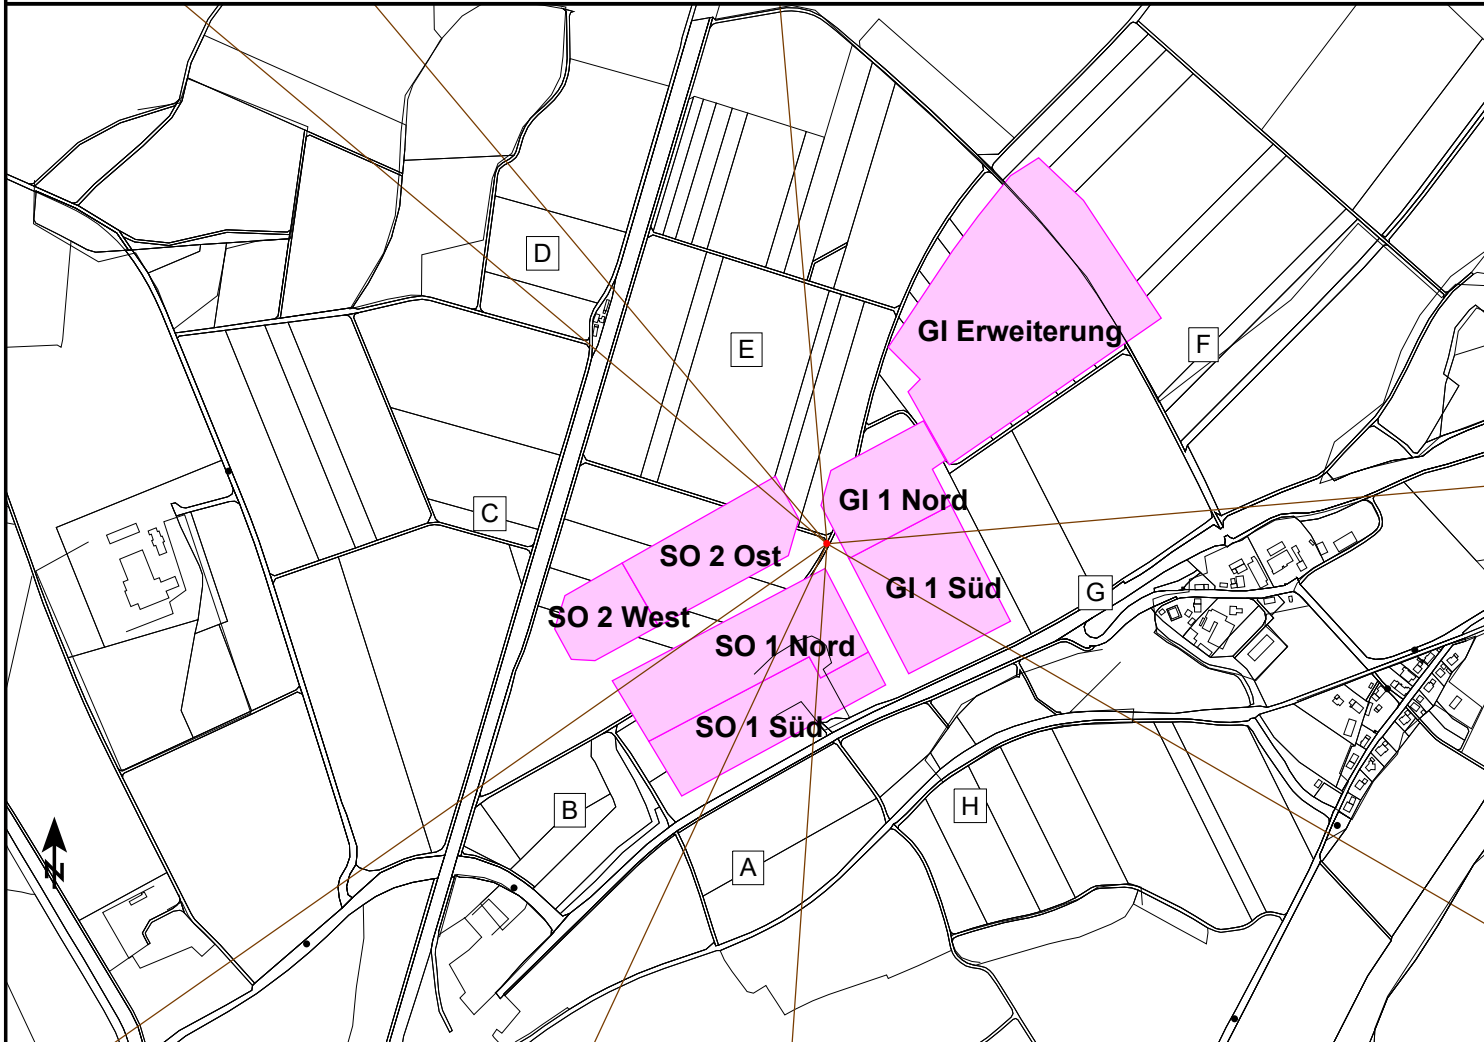 D
GI Erweiterung
F
E
GI 1 Nord
C
SO 2 Ost
GI 1 Süd
G
SO 2 West
SO 1 Nord
SO 1 Süd
B
H
A
N